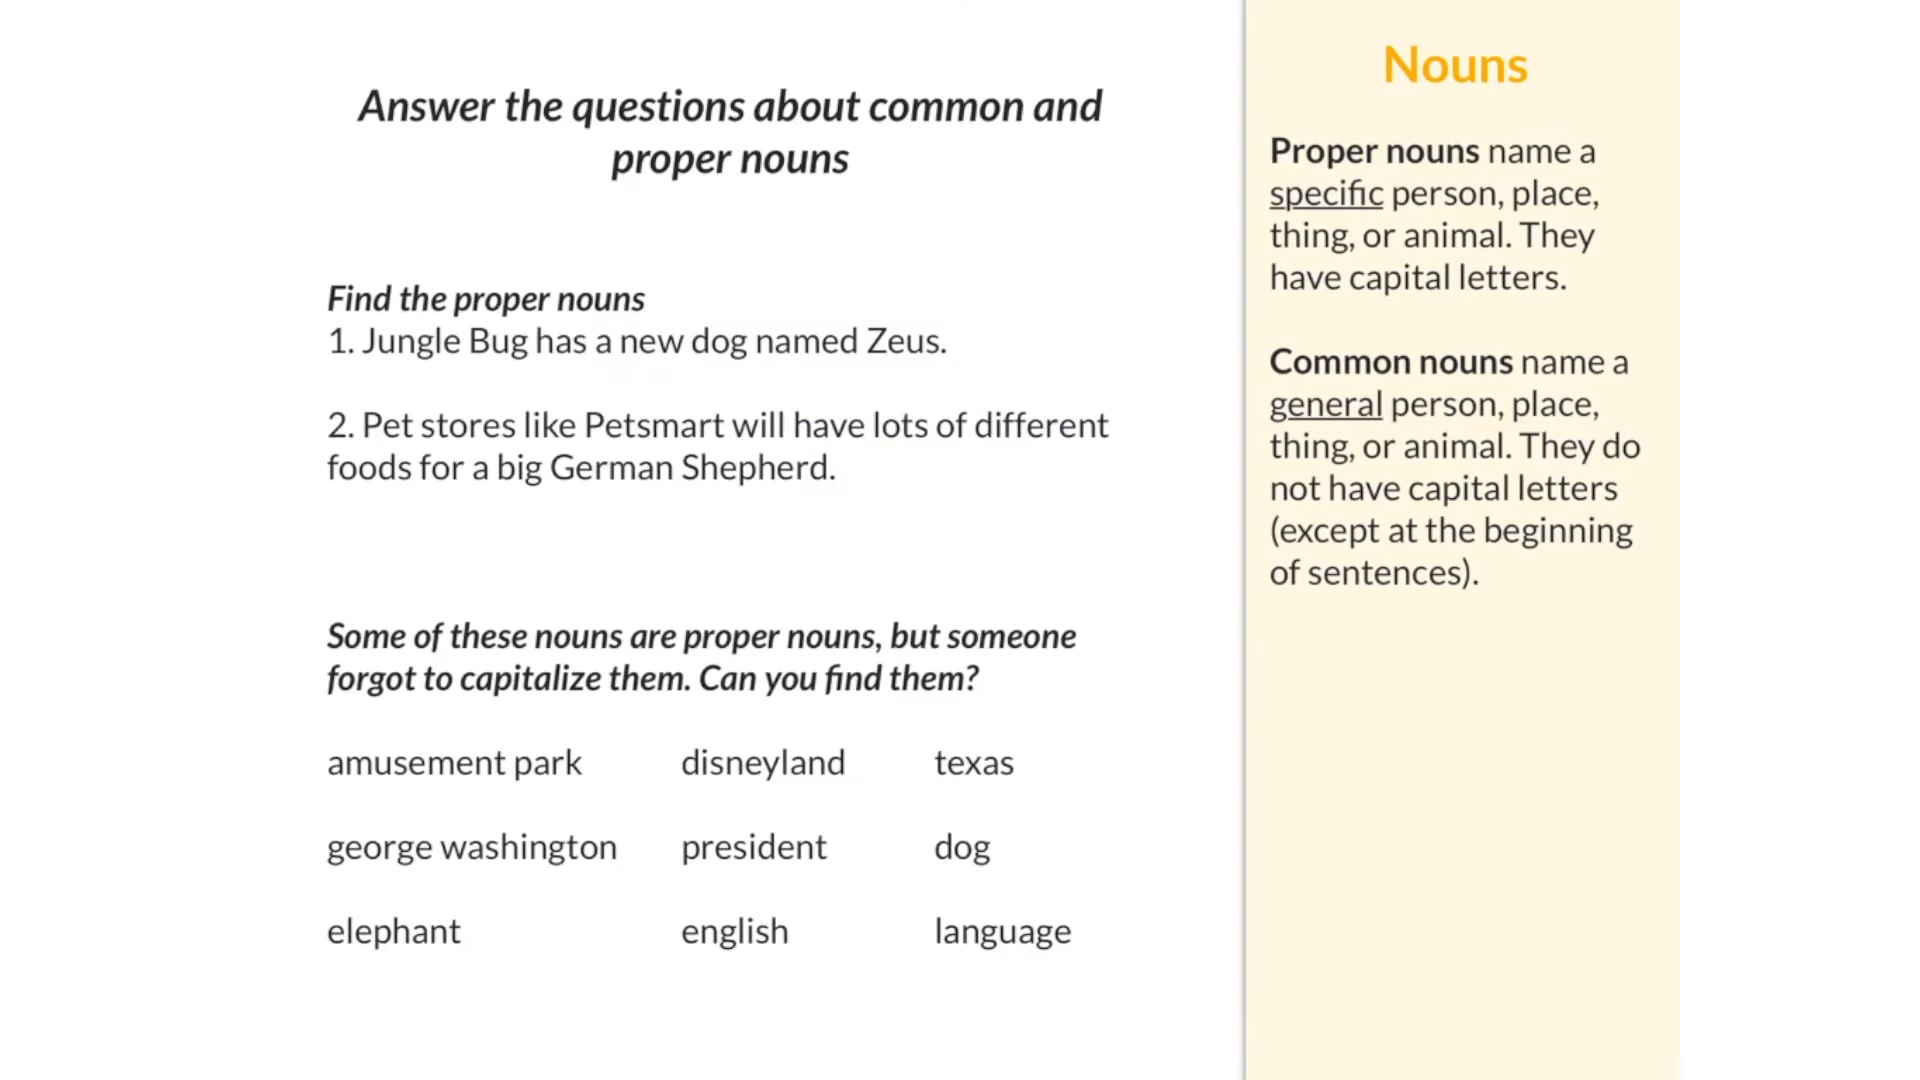 Answer the questions about common and
proper nouns
Find the proper nouns
1. Jungle Bug has a new dog named Zeus.
2. Pet stores like Petsmart will have lots of different
foods for a big German Shepherd.
Some of these nouns are proper nouns, but someone
forgot to capitalize them. Can you find them?
amusement park disneyland texas
george washington president dog
elephant english language
Nouns
Proper nouns name a
specific person, place,
thing, or animal. They
have capital letters.
Common nouns name a
general person, place,
thing, or animal. They do
not have capital letters
(except at the beginning
of sentences).